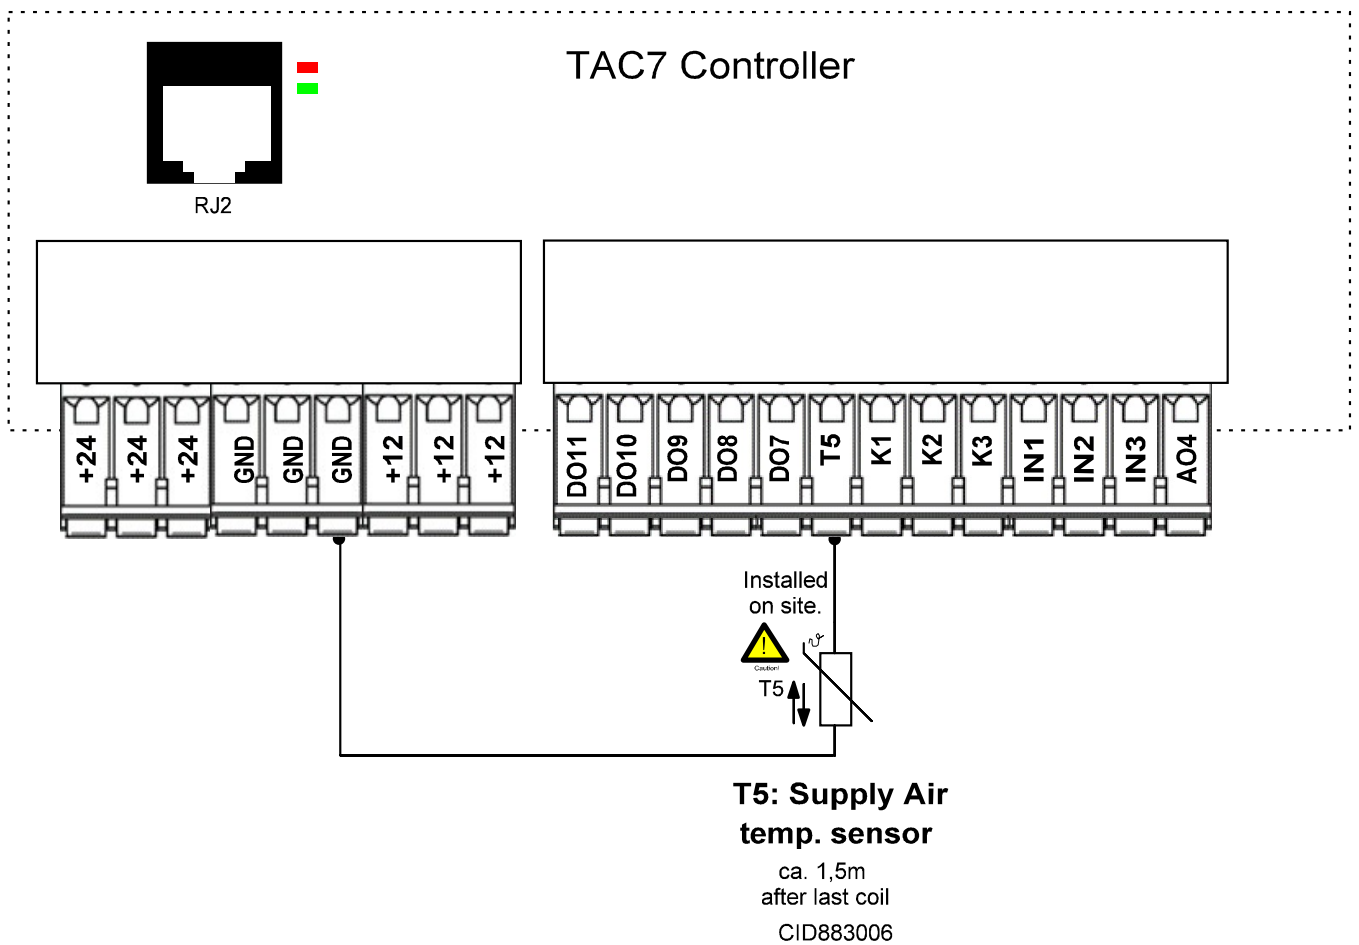 TAC7 Controller
RJ2
+24 +24 +24 GND GND GND +12 +12 +12
DO11 DO10 DO9 DO8 DO7 T5 K1 K2 K3 IN1 IN2 IN3 AO4
Installed
on site.
ϑ
Caution!
T5
T5: Supply Air
temp. sensor
ca. 1,5m
after last coil
CID883006